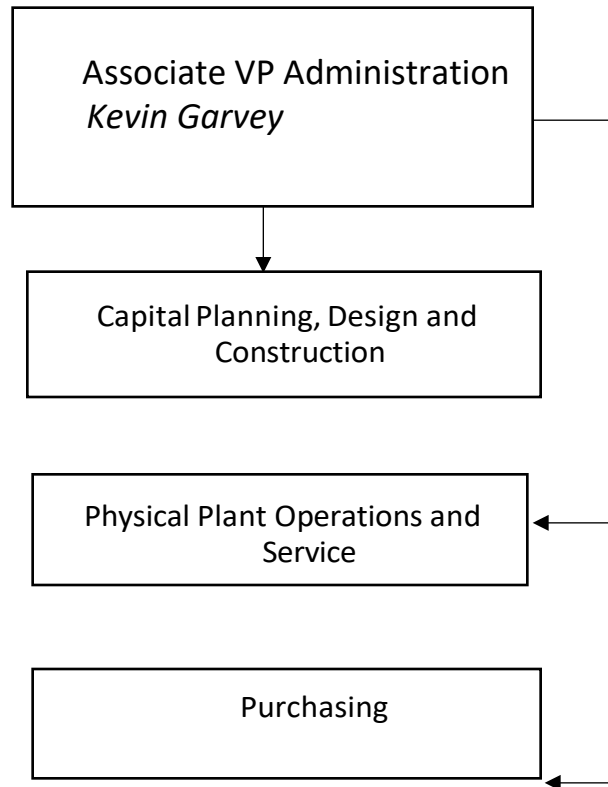 Associate VP Administration
Kevin Garvey
Capital Planning, Design and
Construction
Physical Plant Operations and
Service
Purchasing